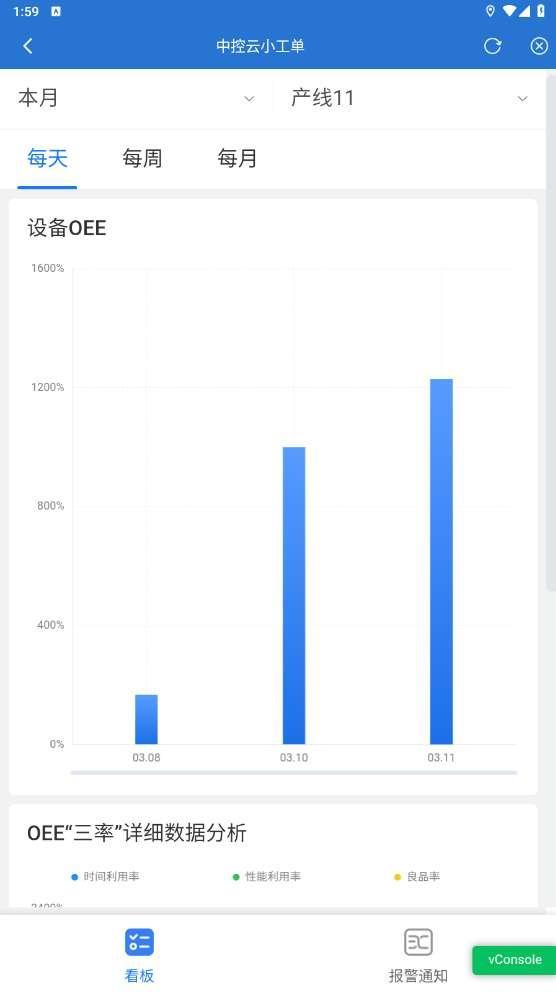 1:59
中控云小工单
本月 产线11
每天 每周 每月
设备OEE
1600%
1200%
800%
400%
0%
03.08 03.10 03.11
OEE“三率”详细数据分析
时间利用率 性能利用率 良品率
2400%
看板 报警通知
vConsole